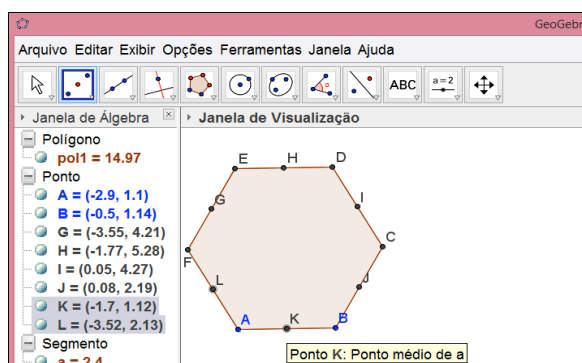 GeoGebr
Arquivo Editar Exibir Opções Ferramentas Janela Ajuda
ABC a=2
Janela de Álgebra
Janela de Visualização
Polígono
pol1 = 14.97
Ponto
A = (-2.9, 1.1)
B = (-0.5, 1.14)
G = (-3.55, 4.21)
H = (-1.77, 5.28)
I = (0.05, 4.27)
J = (0.08, 2.19)
K = (-1.7, 1.12)
L = (-3.52, 2.13)
Segmento
a = 2.4
E H D
G I
F C
L J
A K B
Ponto K: Ponto médio de a